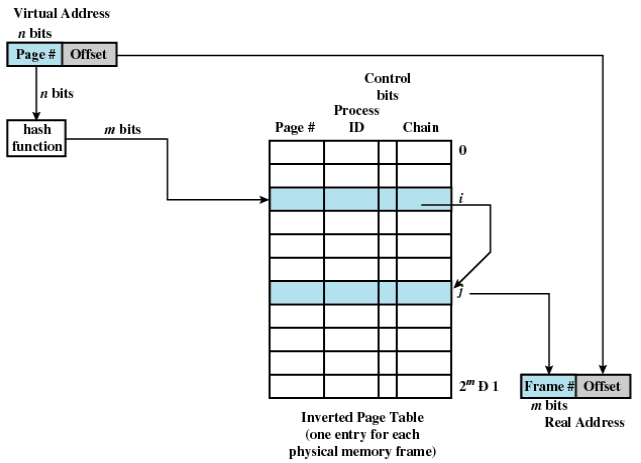 Virtual Address
n bits
Page # Offset
n bits
hash
function
m bits
Control
bits
Process
Page # ID Chain
0
i
j
2^m Đ 1
Frame # Offset
m bits
Real Address
Inverted Page Table
(one entry for each
physical memory frame)